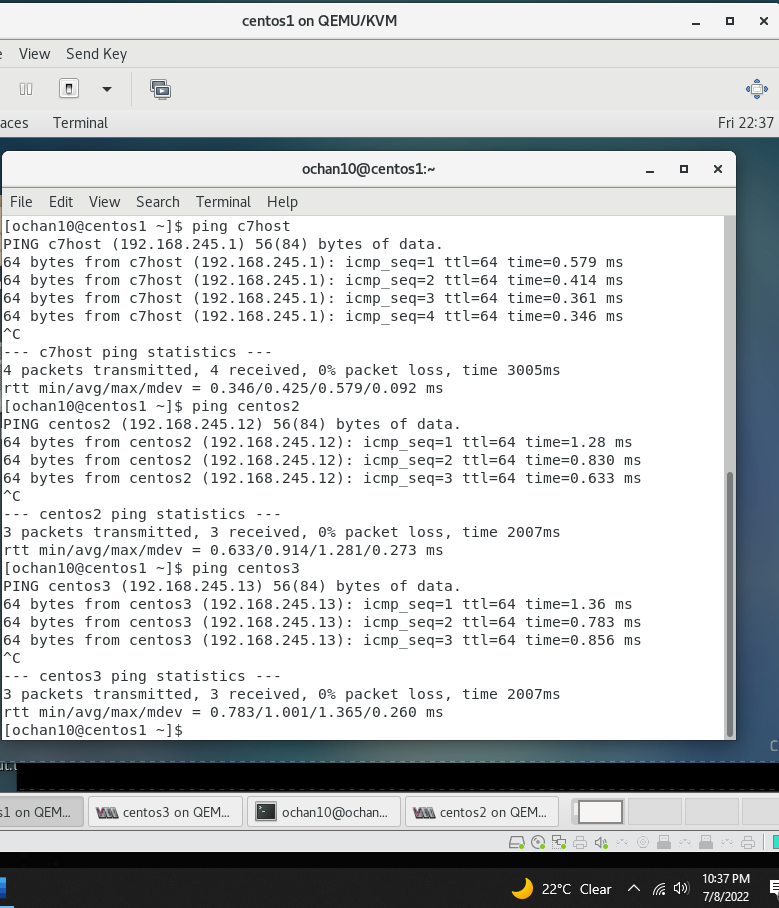 centos1 on QEMU/KVM
View Send Key
aces Terminal Fri 22:37
ochan10@centos1:~
File Edit View Search Terminal Help
[ochan10@centos1 ~]$ ping c7host
PING c7host (192.168.245.1) 56(84) bytes of data.
64 bytes from c7host (192.168.245.1): icmp_seq=1 ttl=64 time=0.579 ms
64 bytes from c7host (192.168.245.1): icmp_seq=2 ttl=64 time=0.414 ms
64 bytes from c7host (192.168.245.1): icmp_seq=3 ttl=64 time=0.361 ms
64 bytes from c7host (192.168.245.1): icmp_seq=4 ttl=64 time=0.346 ms
^C
--- c7host ping statistics ---
4 packets transmitted, 4 received, 0% packet loss, time 3005ms
rtt min/avg/max/mdev = 0.346/0.425/0.579/0.092 ms
[ochan10@centos1 ~]$ ping centos2
PING centos2 (192.168.245.12) 56(84) bytes of data.
64 bytes from centos2 (192.168.245.12): icmp_seq=1 ttl=64 time=1.28 ms
64 bytes from centos2 (192.168.245.12): icmp_seq=2 ttl=64 time=0.830 ms
64 bytes from centos2 (192.168.245.12): icmp_seq=3 ttl=64 time=0.633 ms
^C
--- centos2 ping statistics ---
3 packets transmitted, 3 received, 0% packet loss, time 2007ms
rtt min/avg/max/mdev = 0.633/0.914/1.281/0.273 ms
[ochan10@centos1 ~]$ ping centos3
PING centos3 (192.168.245.13) 56(84) bytes of data.
64 bytes from centos3 (192.168.245.13): icmp_seq=1 ttl=64 time=1.36 ms
64 bytes from centos3 (192.168.245.13): icmp_seq=2 ttl=64 time=0.783 ms
64 bytes from centos3 (192.168.245.13): icmp_seq=3 ttl=64 time=0.856 ms
^C
--- centos3 ping statistics ---
3 packets transmitted, 3 received, 0% packet loss, time 2007ms
rtt min/avg/max/mdev = 0.783/1.001/1.365/0.260 ms
[ochan10@centos1 ~]$
s1 on QEM... centos3 on QEM... ochan10@ochan... centos2 on QEM...
22°C Clear 10:37 PM
7/8/2022